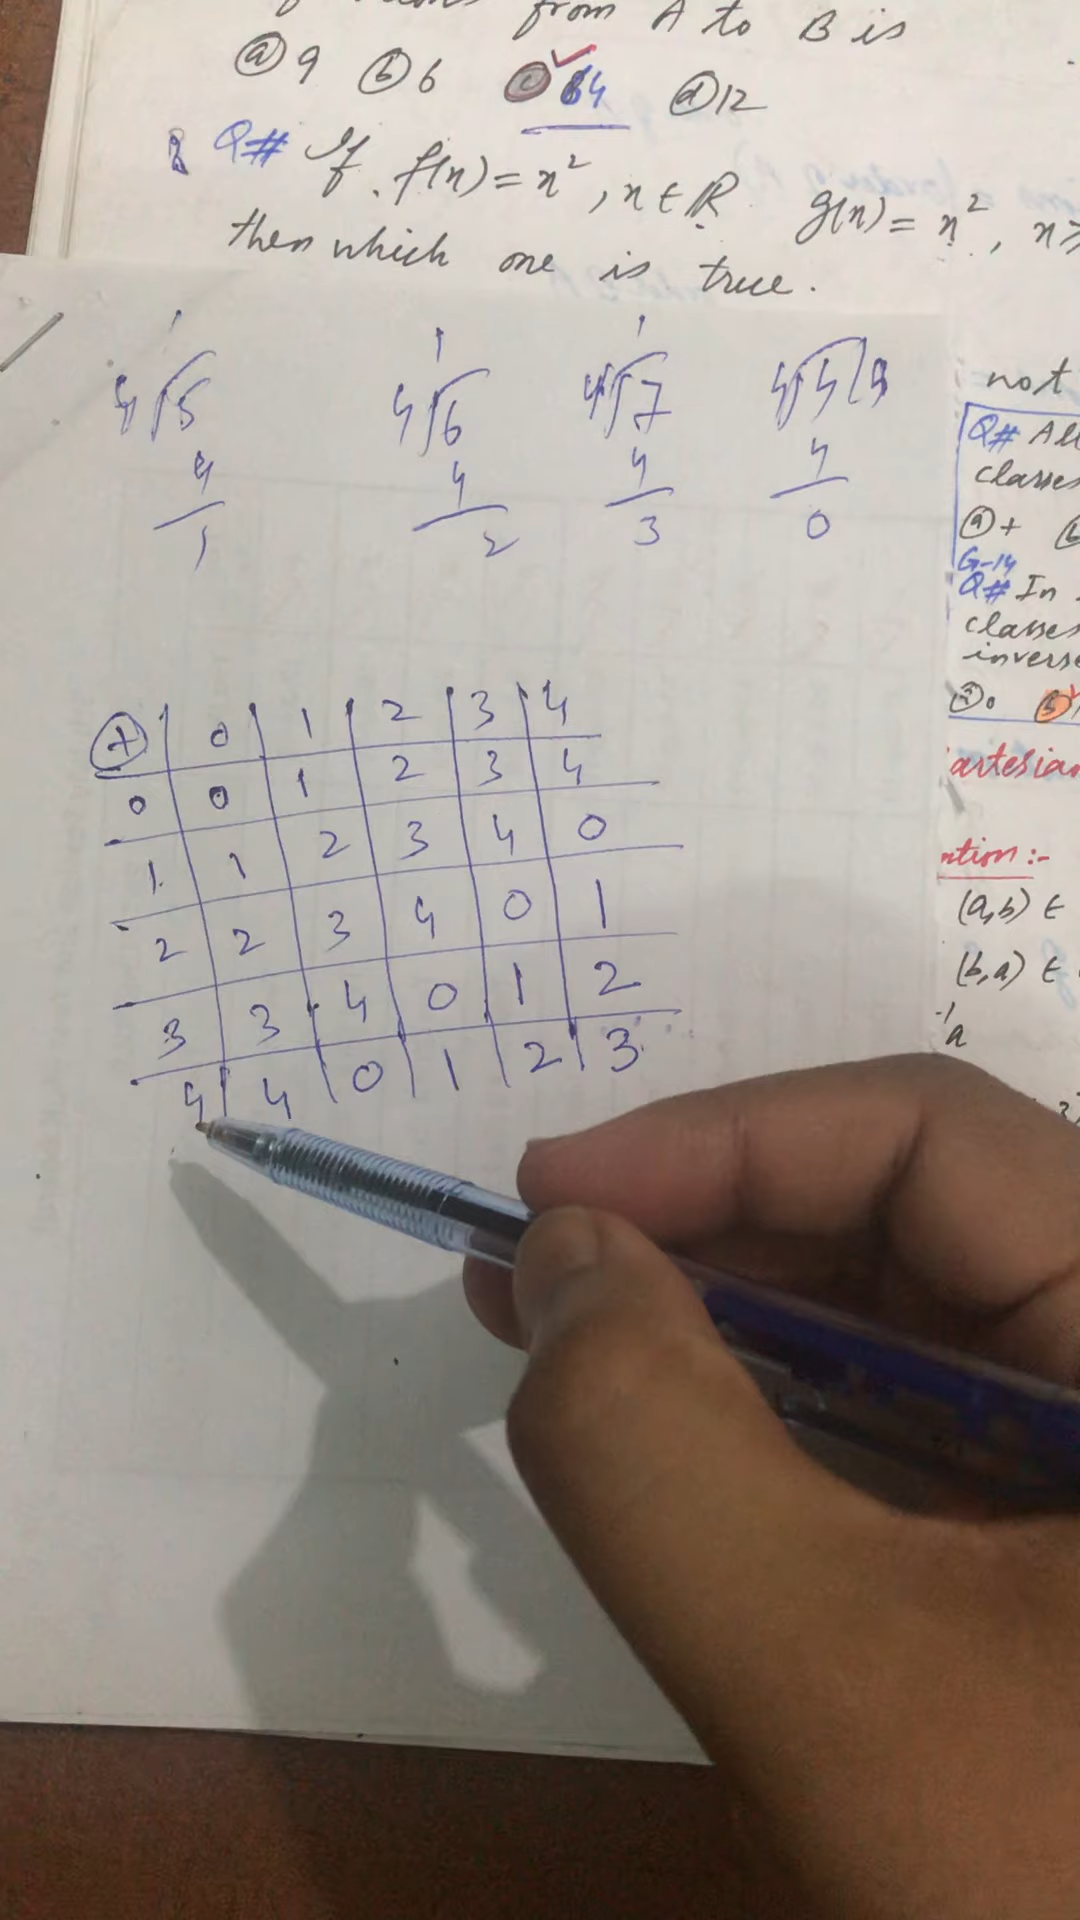 from A to B is
ⓐ 9 ⓑ 6 ⓒ 64 ⓓ 12
Q# If f(x) = x², x ∈ R g(x) = x², x ≥
then which one is true.
1 1 1
4 5 4 6 4 7 4 4
4 4 4 4
1 2 3 0
+ 0 1 2 3 4
0 0 1 2 3 4
1 1 2 3 4 0
2 2 3 4 0 1
3 3 4 0 1 2
4 4 0 1 2 3
not
Q# All
classes
ⓐ +
G-14
Q# In
classes
inverse
ⓐ 0 ⓑ
artesian
ntion :-
(a,b) ∈
(b,a) ∈
a